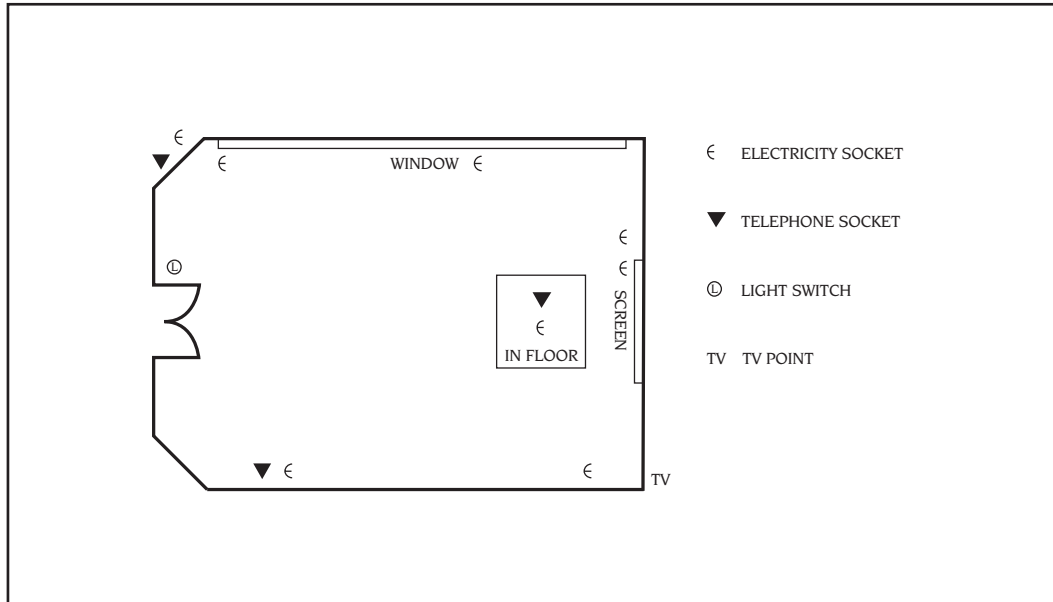 WINDOW
SCREEN
IN FLOOR
TV
∈ ELECTRICITY SOCKET
▼ TELEPHONE SOCKET
Ⓛ LIGHT SWITCH
TV TV POINT